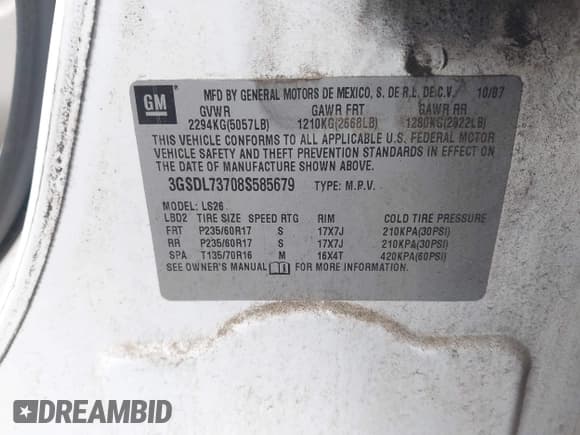 GM
MFD BY GENERAL MOTORS DE MEXICO, S. DE R.L. DE C.V. 10/07
GVWR GAWR FRT GAWR RR
2294KG(5057LB) 1210KG(2668LB) 1280KG(2822LB)
THIS VEHICLE CONFORMS TO ALL APPLICABLE U.S. FEDERAL MOTOR
VEHICLE SAFETY AND THEFT PREVENTION STANDARDS IN EFFECT ON
THE DATE OF MANUFACTURE SHOWN ABOVE.
3GSDL73708S585679 TYPE: M.P.V.
MODEL: LS26
LBD2 TIRE SIZE SPEED RTG RIM COLD TIRE PRESSURE
FRT P235/60R17 S 17X7J 210KPA(30PSI)
RR P235/60R17 S 17X7J 210KPA(30PSI)
SPA T135/70R16 M 16X4T 420KPA(60PSI)
SEE OWNER'S MANUAL FOR MORE INFORMATION.
DREAMBID